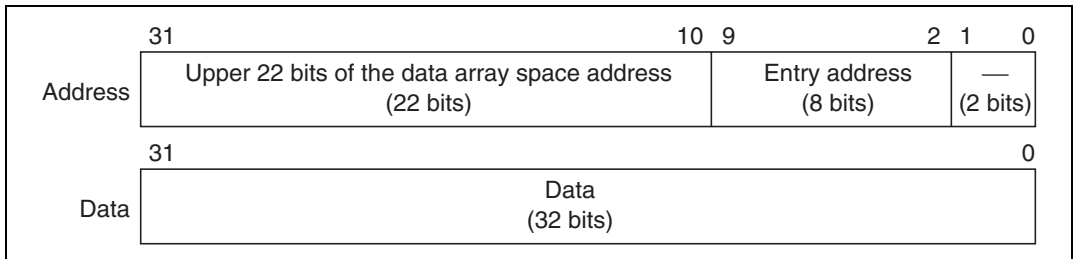 31 10 9 2 1 0
Address Upper 22 bits of the data array space address Entry address —
(22 bits) (8 bits) (2 bits)
31 0
Data Data
(32 bits)